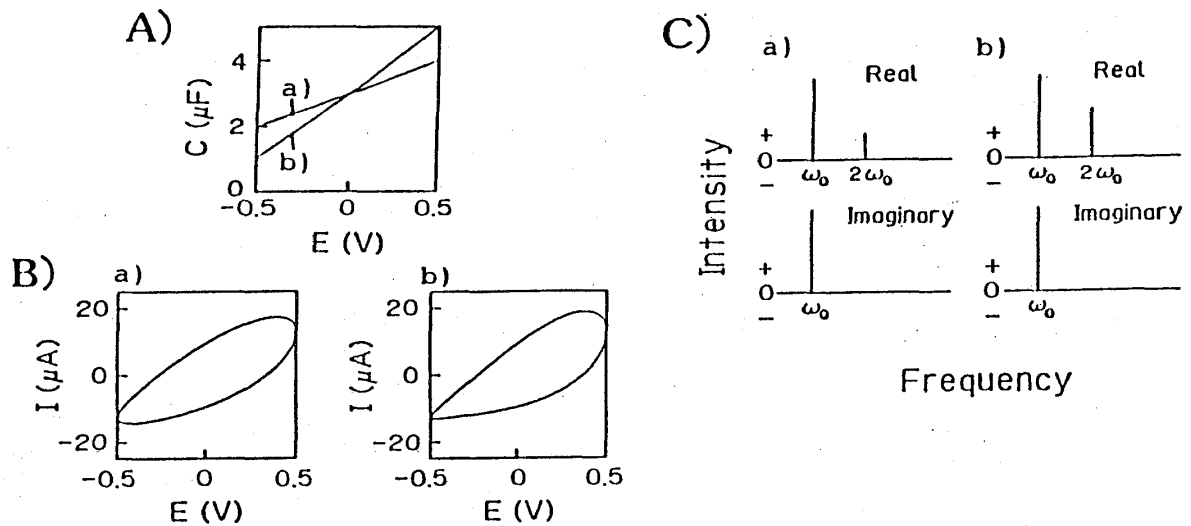 A)
C (μF)
4
2
0
a)
b)
-0.5
0
0.5
E (V)
B)
a)
I (μA)
20
0
-20
-0.5
0
0.5
E (V)
b)
I (μA)
20
0
-20
-0.5
0
0.5
E (V)
C)
Intensity
a)
Real
+
0
−
ω₀
2ω₀
Imaginary
+
0
−
ω₀
b)
Real
+
0
−
ω₀
2ω₀
Imaginary
+
0
−
ω₀
Frequency